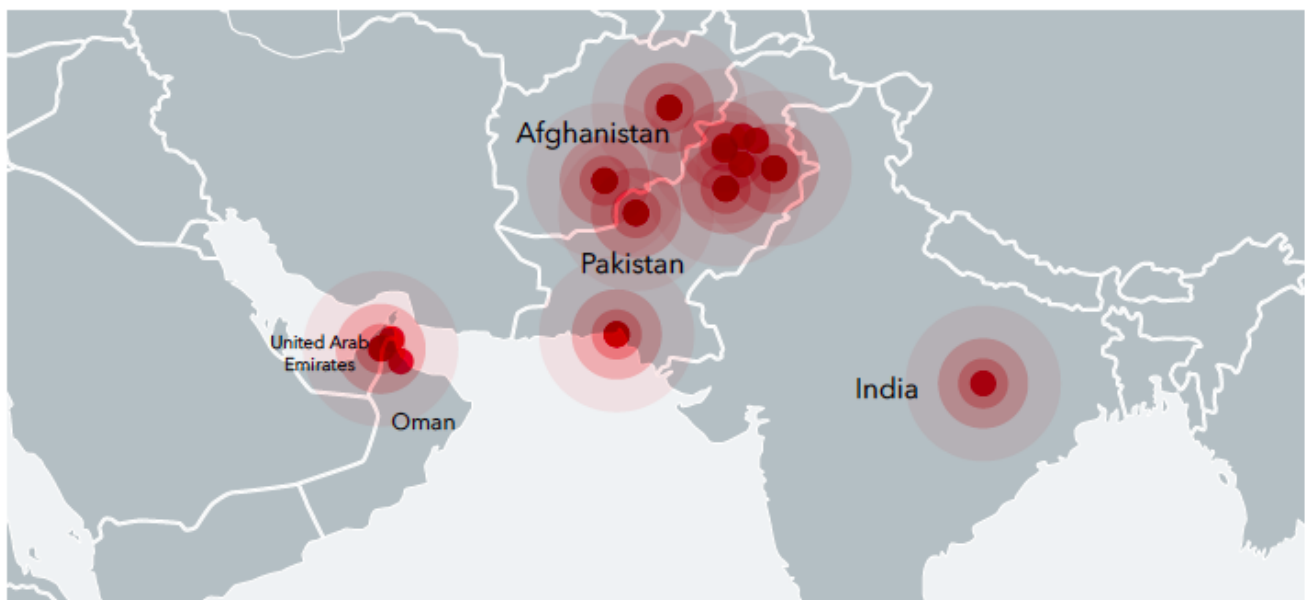 Afghanistan
Pakistan
United Arab
Emirates
India
Oman